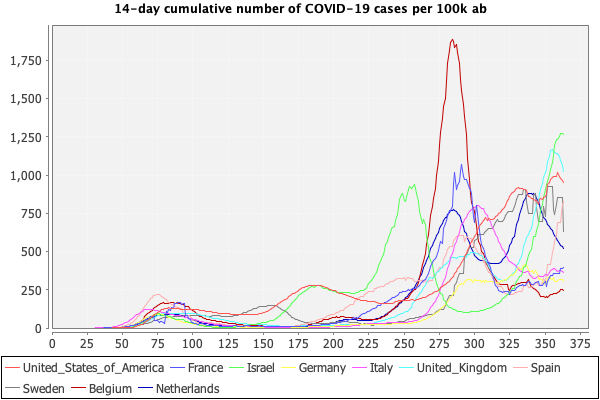 14-day cumulative number of COVID-19 cases per 100k ab
1,750
1,500
1,250
1,000
750
500
250
0
0 25 50 75 100 125 150 175 200 225 250 275 300 325 350 375
United_States_of_America France Israel Germany Italy United_Kingdom Spain
Sweden Belgium Netherlands